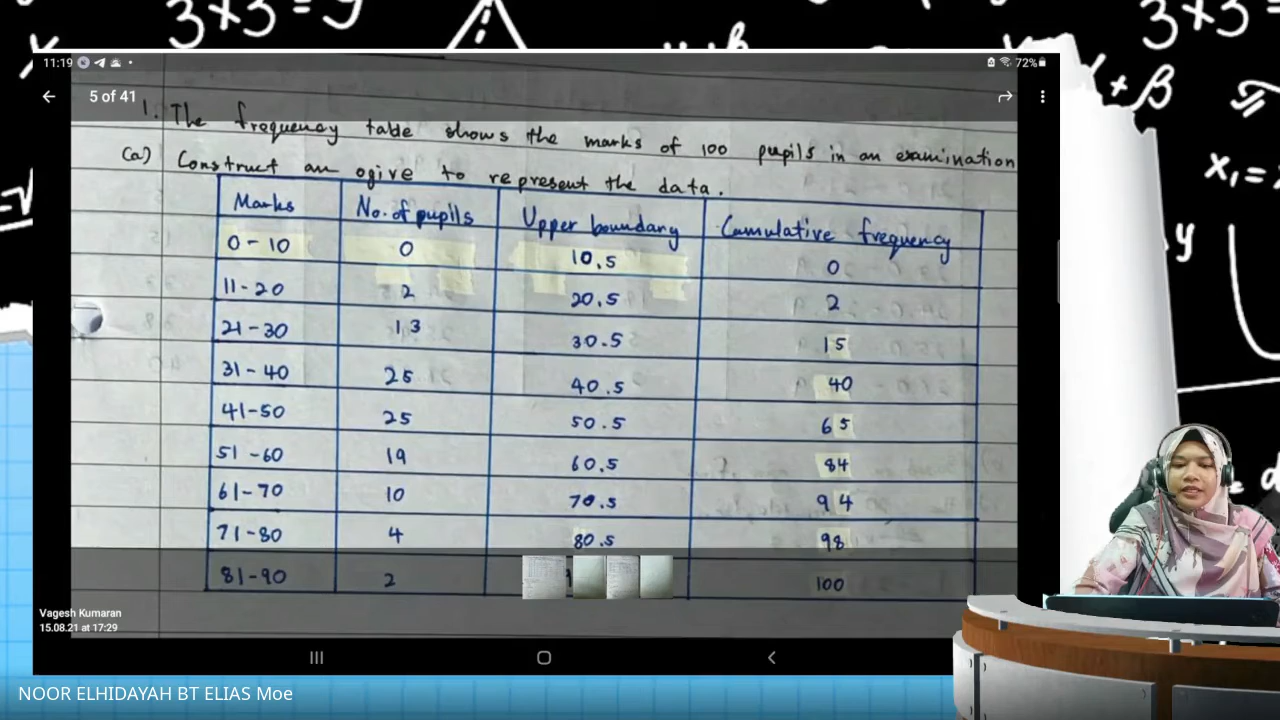 3x3=9
3x3=
11:19
72%
5 of 41
1. The frequency table shows the marks of 100 pupils in an examination
(a) Construct an ogive to represent the data.
Marks No. of pupils Upper boundary Cumulative frequency
0-10 0 10.5 0
11-20 2 20.5 2
21-30 13 30.5 15
31-40 25 40.5 40
41-50 25 50.5 65
51-60 19 60.5 84
61-70 10 70.5 94
71-80 4 80.5 98
81-90 2 100
Vagesh Kumaran
15.08.21 at 17:29
NOOR ELHIDAYAH BT ELIAS Moe